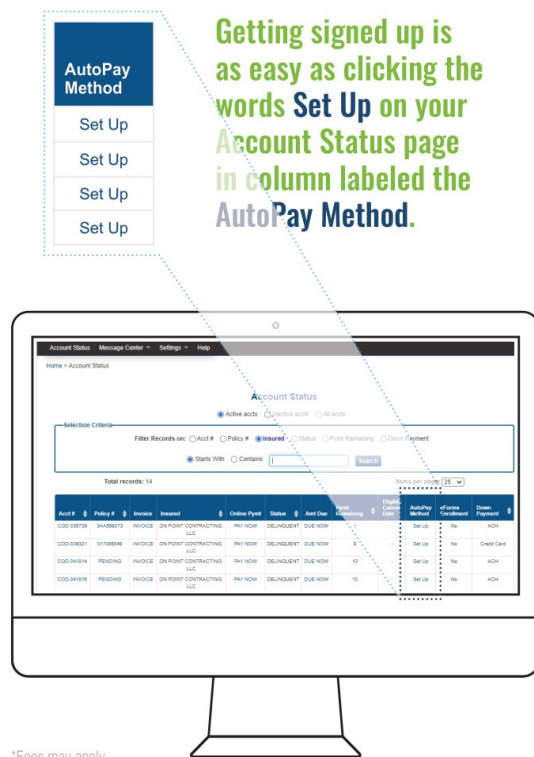 AutoPay
Method
Set Up
Set Up
Set Up
Set Up
Getting signed up is
as easy as clicking the
words Set Up on your
Account Status page
in column labeled the
AutoPay Method.
Account Status Message Center Settings Help
Home > Account Status
Account Status
Active accts Inactive accts All accts
Selection Criteria
Filter Records on: Acct # Policy # Insured Status Pymt Remaining Down Payment
Starts With Contains Search
Total records: 14 Items per page 25
Acct # Policy # Invoice Insured Online Pymt Status Amt Due Pymt Remaining Cancel Date AutoPay Method eForms Enrollment Down Payment
INVOICE ON POINT CONTRACTING, LLC PAY NOW DELINQUENT DUE NOW Set Up No ACH
INVOICE ON POINT CONTRACTING, LLC PAY NOW DELINQUENT DUE NOW Set Up No Credit Card
COD-341814 PENDING INVOICE ON POINT CONTRACTING, LLC PAY NOW DELINQUENT DUE NOW 10 Set Up No ACH
PENDING INVOICE ON POINT CONTRACTING, LLC PAY NOW DELINQUENT DUE NOW 10 Set Up No ACH
*Fees may apply